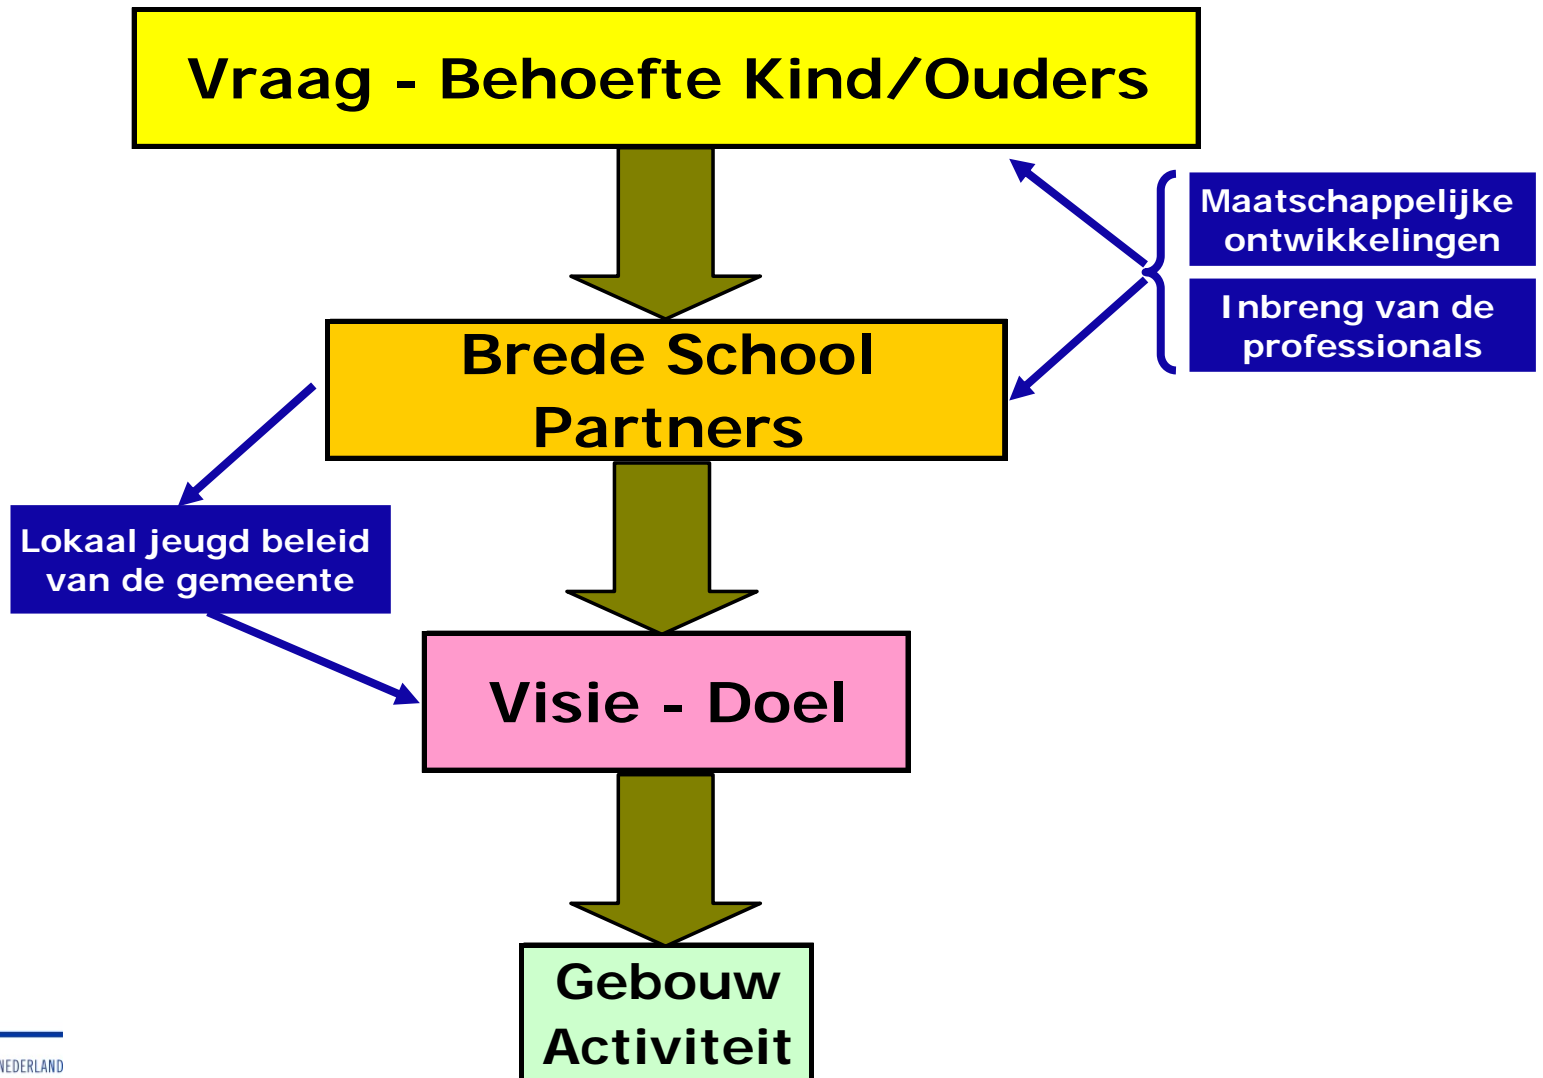 Vraag - Behoefte Kind/Ouders
Maatschappelijke
ontwikkelingen
Inbreng van de
professionals
Brede School
Partners
Lokaal jeugd beleid
van de gemeente
Visie - Doel
Gebouw
Activiteit
NEDERLAND